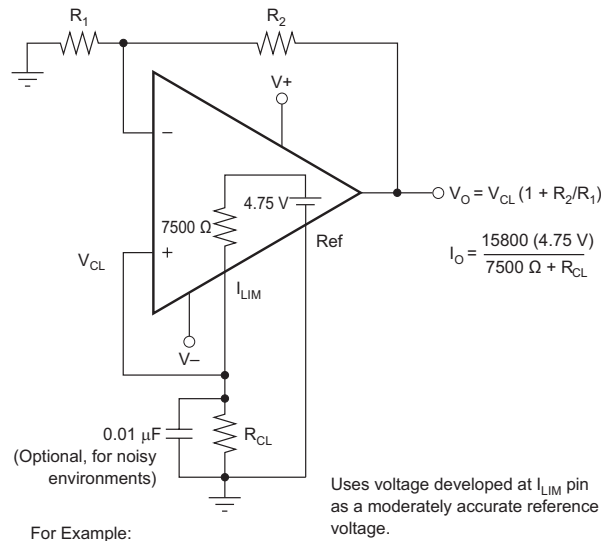 R1
R2
V+
−
4.75 V
7500 Ω
Ref
VO = VCL (1 + R2/R1)
IO = 15800 (4.75 V)
7500 Ω + RCL
+
VCL
ILIM
V–
0.01 μF
(Optional, for noisy
environments)
RCL
Uses voltage developed at ILIM pin
as a moderately accurate reference
voltage.
For Example: